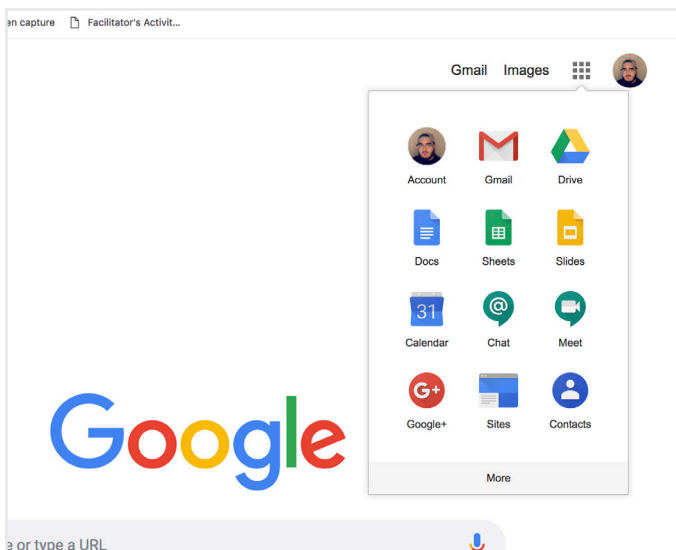 en capture Facilitator's Activit...
Gmail Images
Account Gmail Drive
Docs Sheets Slides
31
Calendar Chat Meet
G+
Google+ Sites Contacts
More
Google
e or type a URL